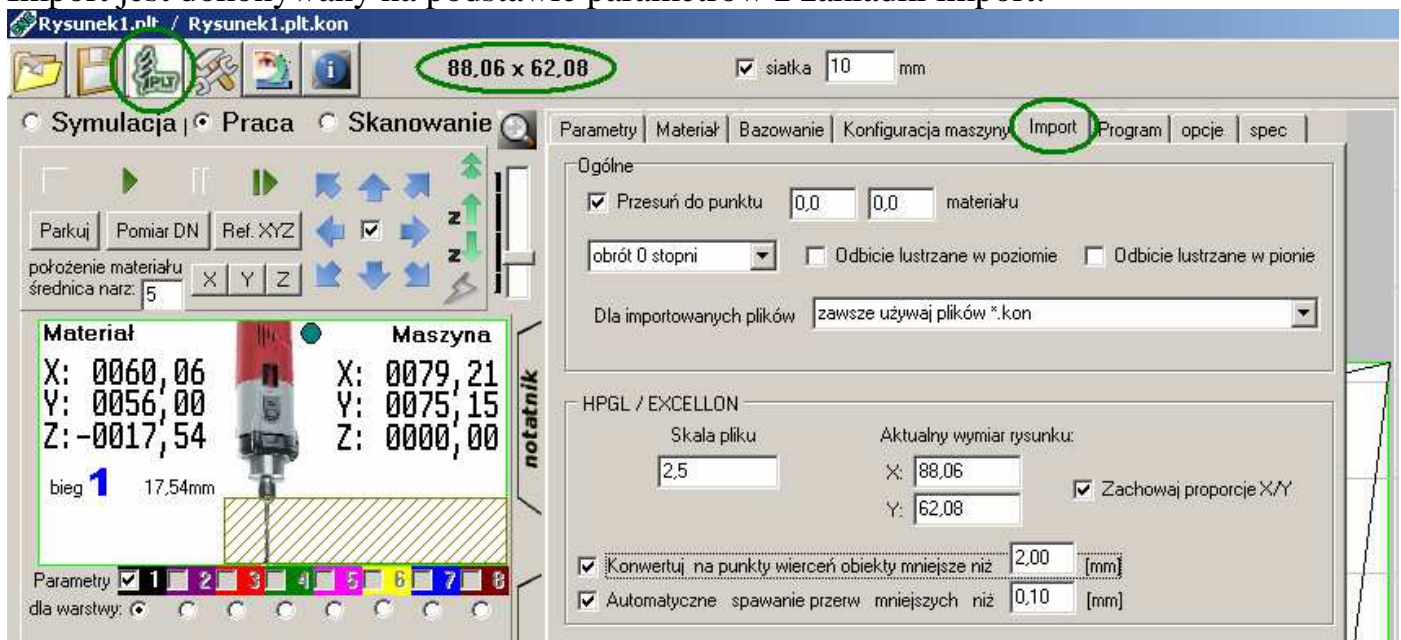 Import jest dokonywany na podstawie parametrów z zakładki import.
Rysunek1.plt / Rysunek1.plt.kon
PLT 88,06 x 62,08 siatka 10 mm
Symulacja Praca Skanowanie
Parametry Materiał Bazowanie Konfiguracja maszyny Import Program opcje spec
Ogólne
Przesuń do punktu 0,0 0,0 materiału
Parkuj Pomiar DN Ref. XYZ z
z
obrót 0 stopni Odbicie lustrzane w poziomie Odbicie lustrzane w pionie
położenie materiału
średnica narz: 5 X Y Z
Dla importowanych plików zawsze używaj plików *.kon
Materiał Maszyna
X: 0060,06 X: 0079,21
Y: 0056,00 Y: 0075,15
Z:-0017,54 Z: 0000,00
notatnik
bieg 1 17,54mm
HPGL / EXCELLON
Skala pliku Aktualny wymiar rysunku:
2,5 X: 88,06
Y: 62,08
Zachowaj proporcje X/Y
Konwertuj na punkty wierceń obiekty mniejsze niż 2,00 [mm]
Automatyczne spawanie przerw mniejszych niż 0,10 [mm]
Parametry 1 2 3 4 5 6 7 8
dla warstwy: